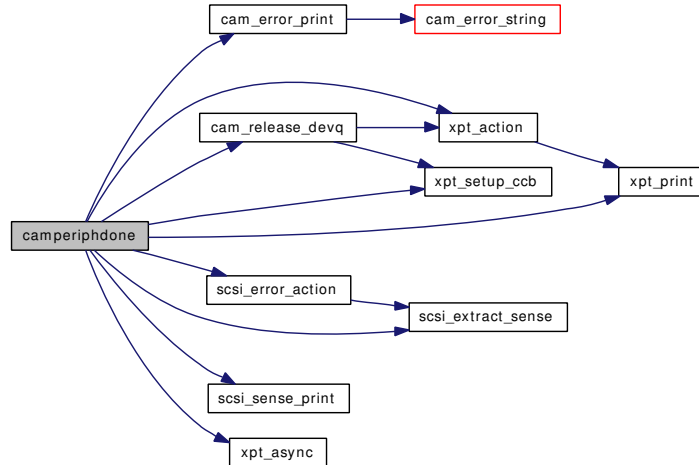 cam_error_print
cam_error_string
cam_release_devq
xpt_action
xpt_setup_ccb
xpt_print
camperiphdone
scsi_error_action
scsi_extract_sense
scsi_sense_print
xpt_async